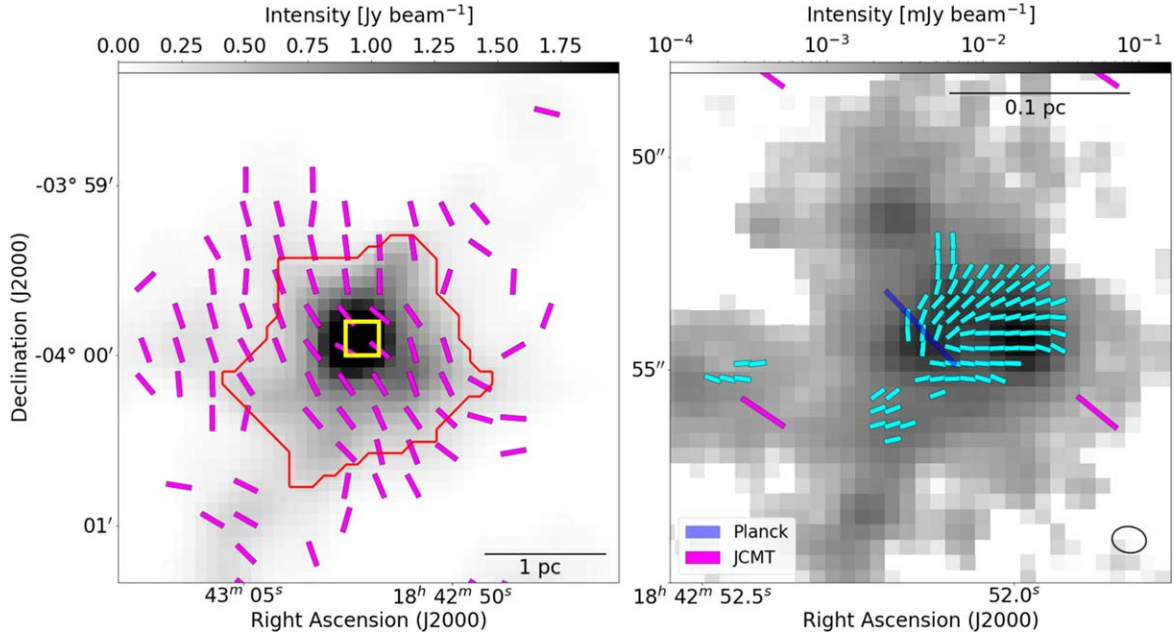 Intensity [Jy beam⁻¹]
0.00 0.25 0.50 0.75 1.00 1.25 1.50 1.75
-03° 59′
-04° 00′
01′
Declination (J2000)
1 pc
43ᵐ 05ˢ 18ʰ 42ᵐ 50ˢ
Right Ascension (J2000)
Intensity [mJy beam⁻¹]
10⁻⁴ 10⁻³ 10⁻² 10⁻¹
0.1 pc
50″
55″
Planck
JCMT
-04° 00′
18ʰ 42ᵐ 52.5ˢ 52.0ˢ
Right Ascension (J2000)